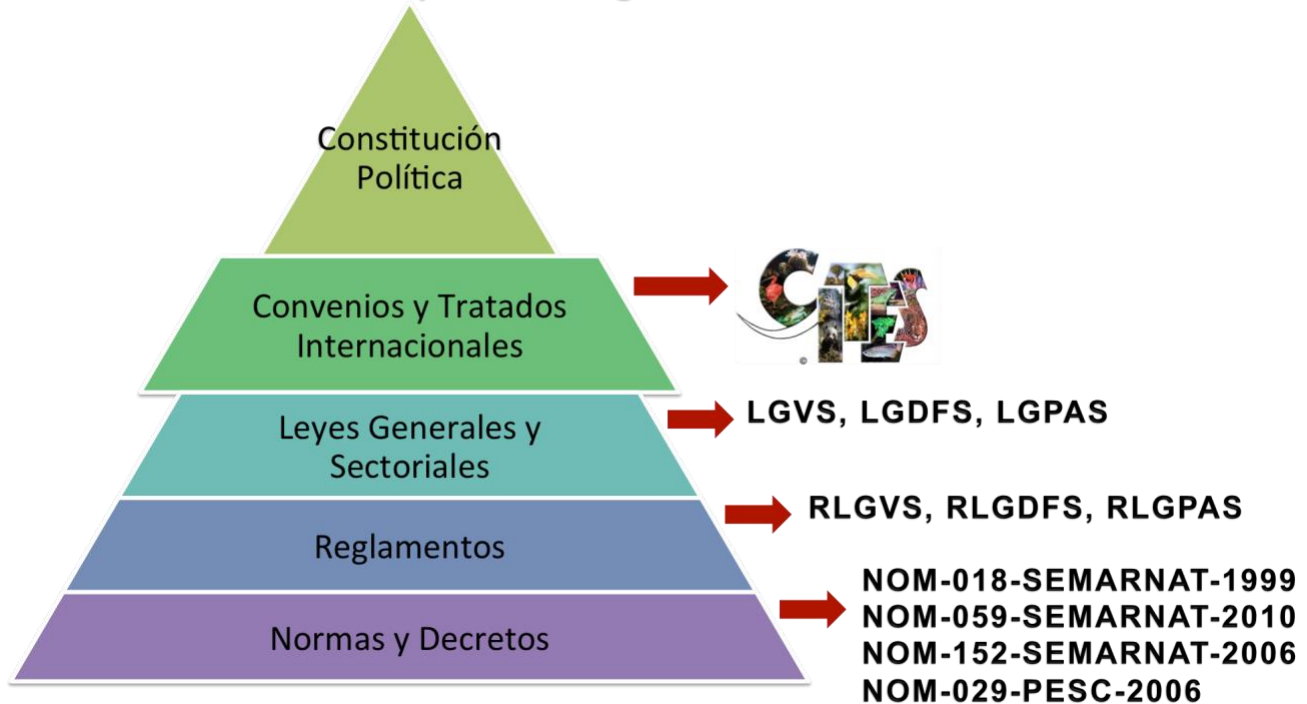 Constitución
Política
Convenios y Tratados
Internacionales
CITES
©
Leyes Generales y
Sectoriales
LGVS, LGDFS, LGPAS
Reglamentos
RLGVS, RLGDFS, RLGPAS
Normas y Decretos
NOM-018-SEMARNAT-1999
NOM-059-SEMARNAT-2010
NOM-152-SEMARNAT-2006
NOM-029-PESC-2006